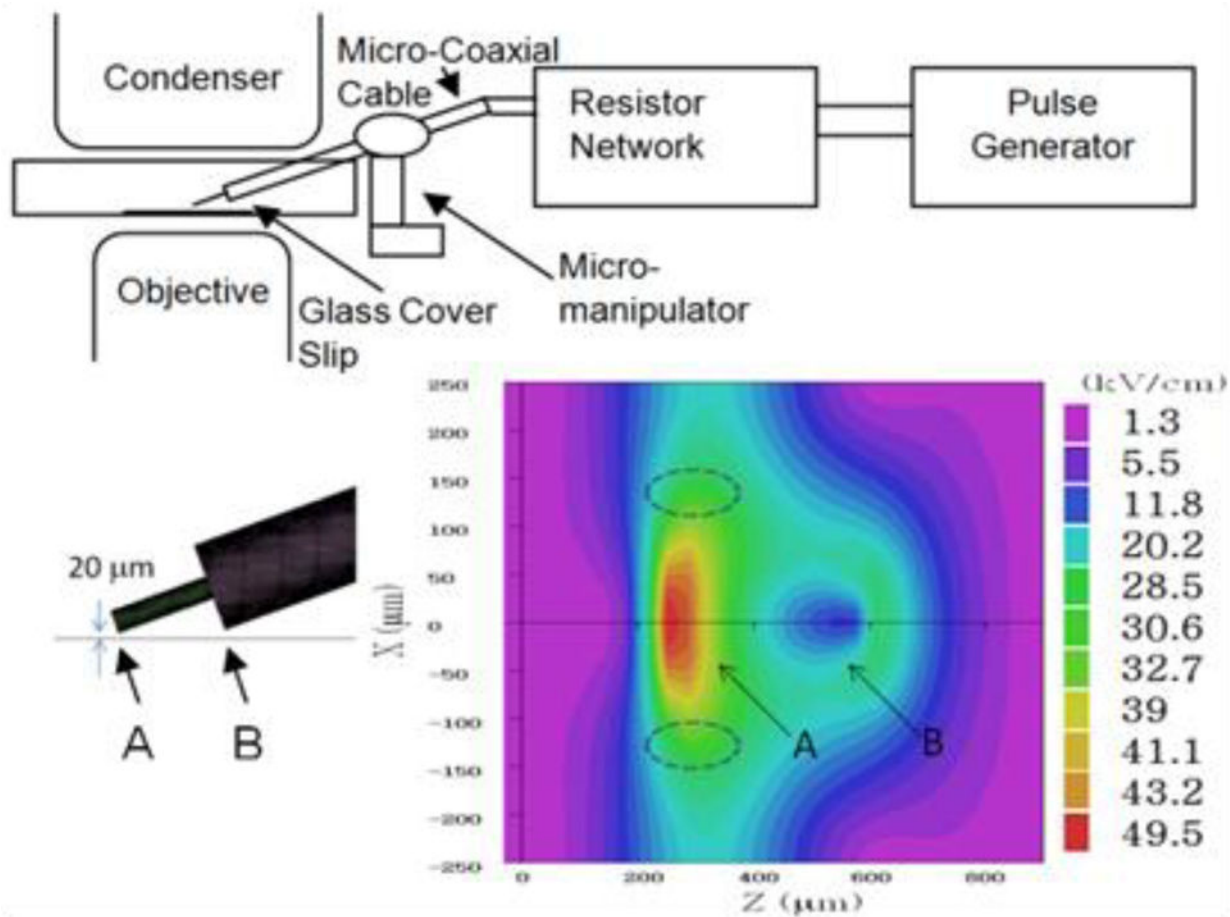 Condenser
Micro-Coaxial
Cable
Resistor
Network
Pulse
Generator
Objective
Glass Cover
Slip
Micro-
manipulator
20 μm
A
B
X (μm)
250
200
150
100
50
0
-50
-100
-150
-200
-250
A
B
0
200
400
600
800
Z (μm)
(kV/cm)
1.3
5.5
11.8
20.2
28.5
30.6
32.7
39
41.1
43.2
49.5